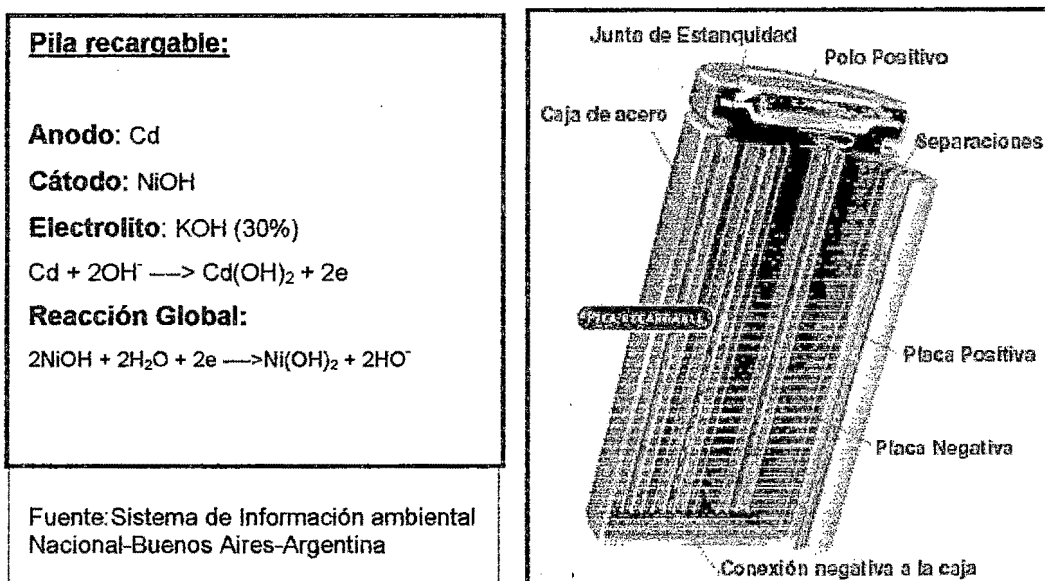 Pila recargable:
Anodo: Cd
Cátodo: NiOH
Electrolito: KOH (30%)
Cd + 2OH⁻ —–> Cd(OH)₂ + 2e
Reacción Global:
2NiOH + 2H₂O + 2e —–>Ni(OH)₂ + 2HO⁻
Fuente:Sistema de Información ambiental
Nacional-Buenos Aires-Argentina
Junta de Estanquidad
Polo Positivo
Caja de acero
Separaciones
PILA RECARGABLE
Placa Positiva
Placa Negativa
Conexión negativa a la caja